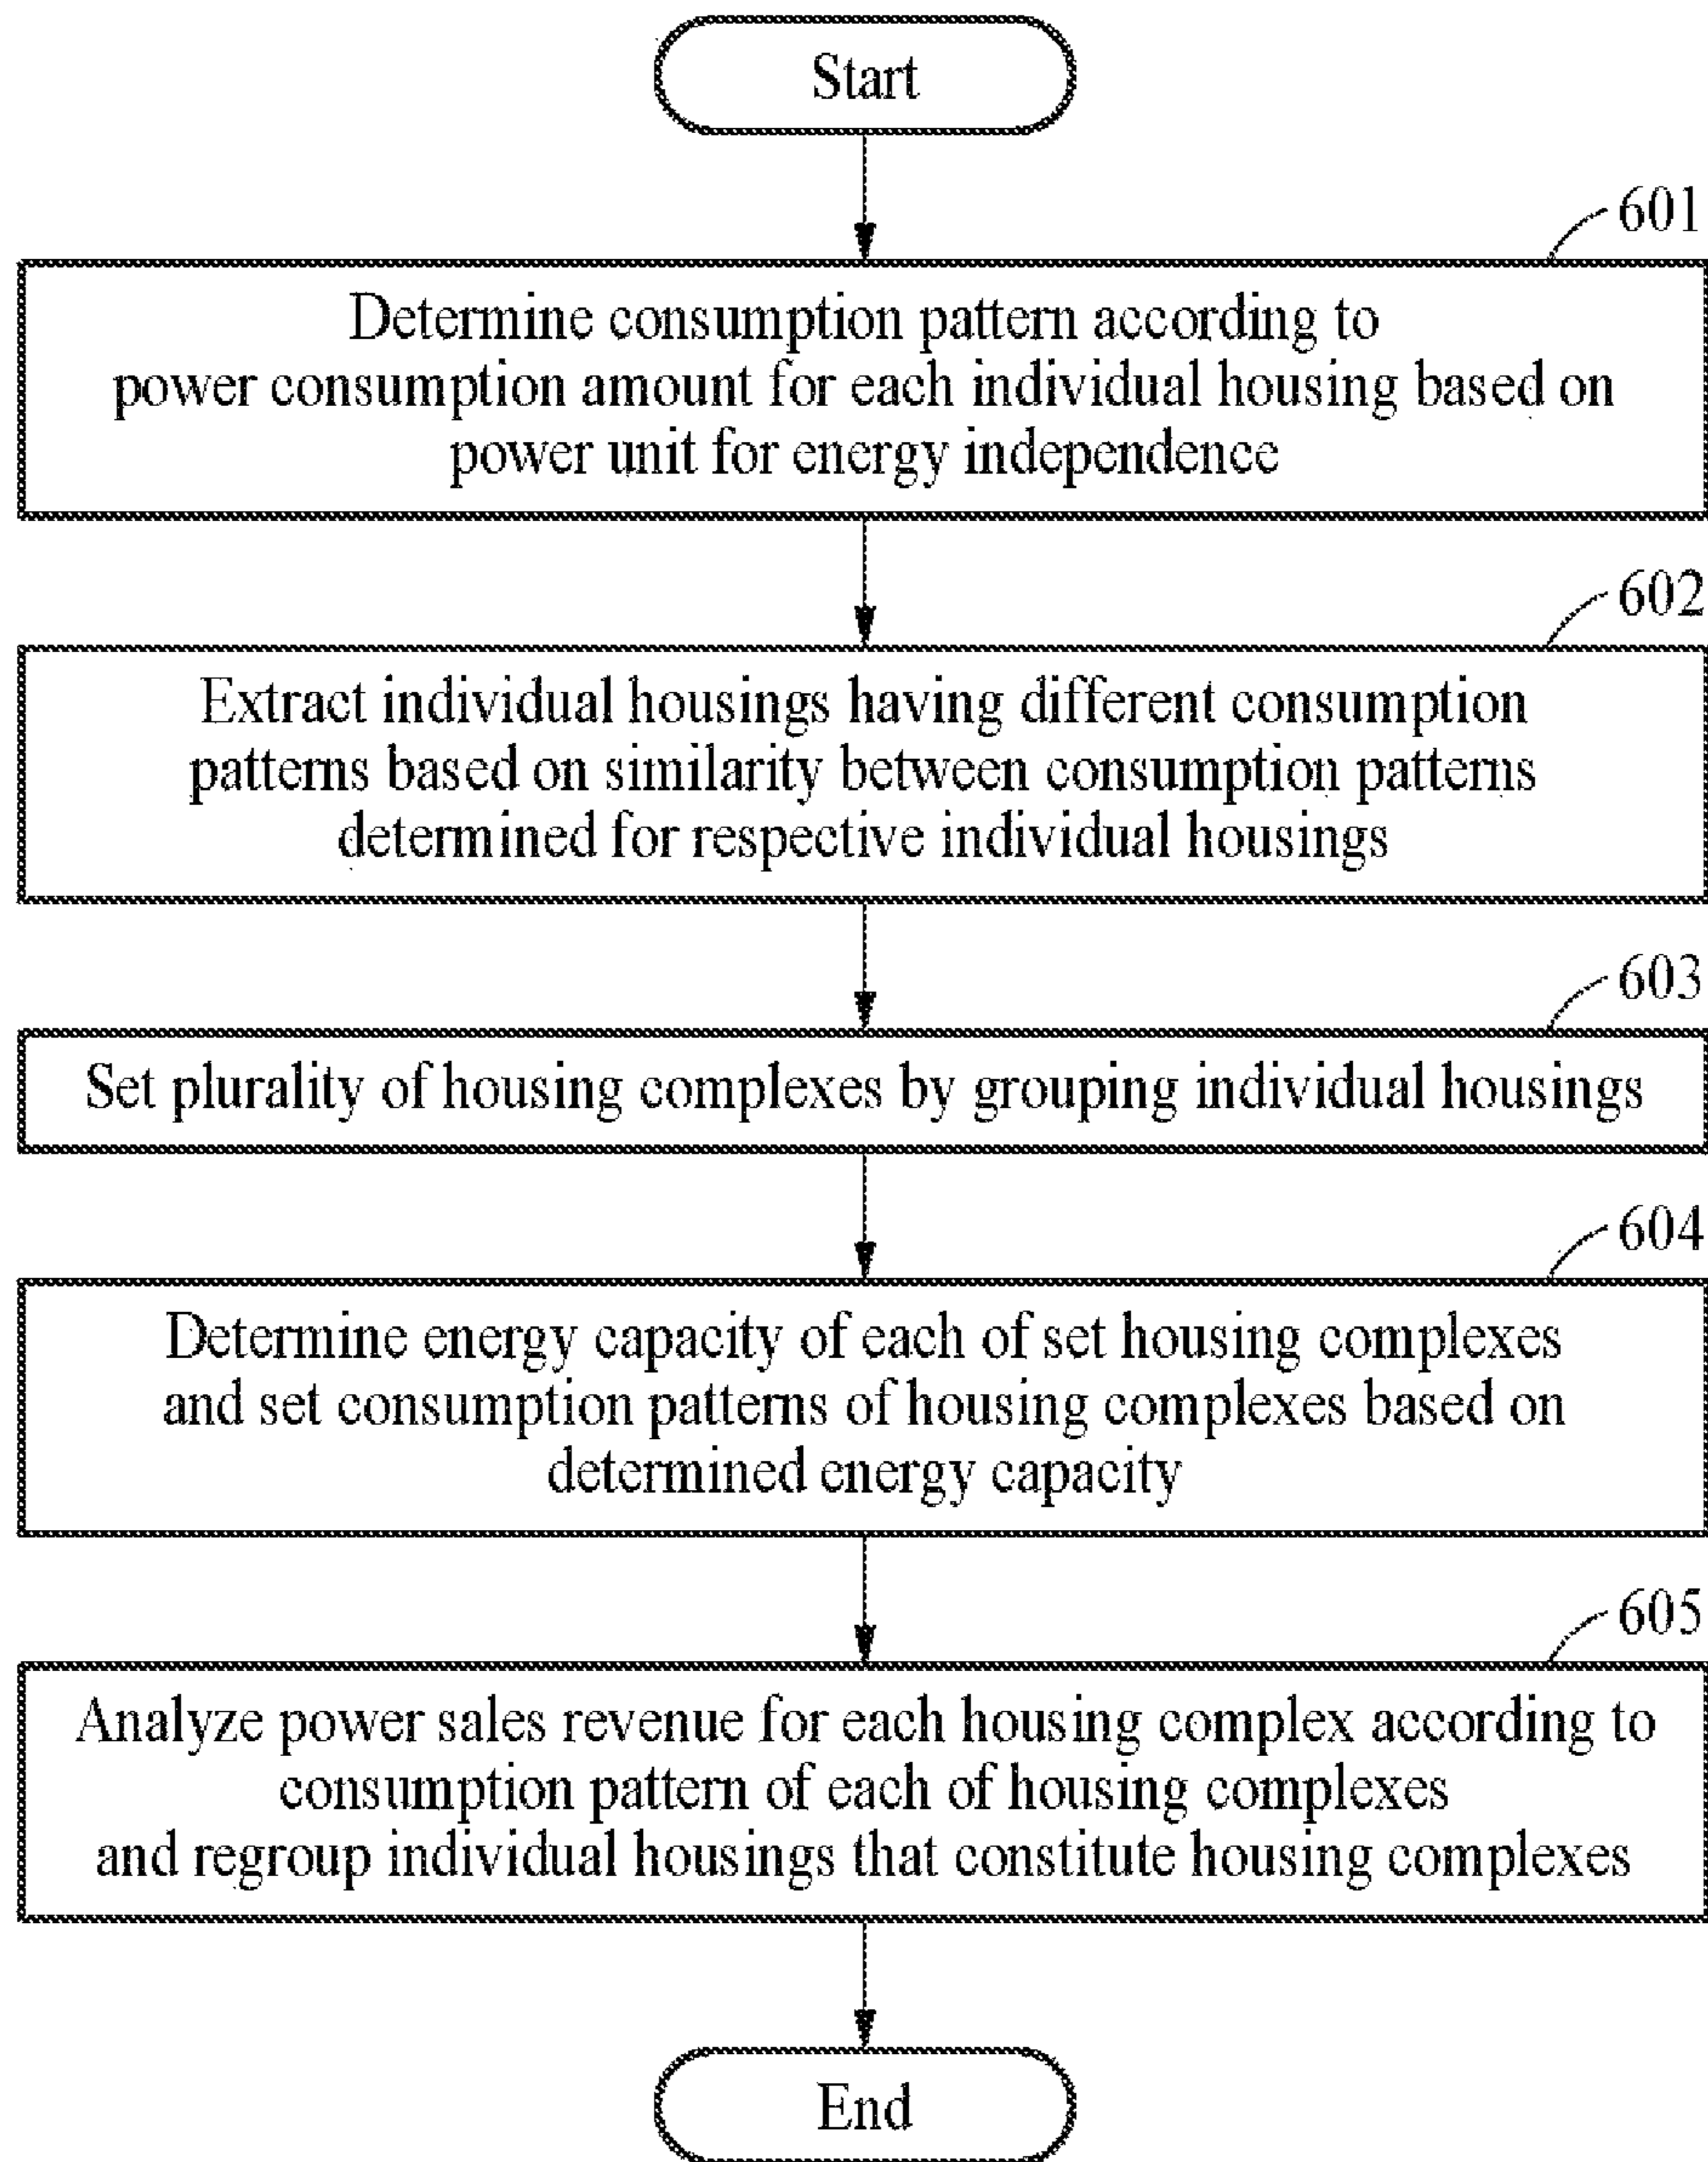 Start
601
Determine consumption pattern according to
power consumption amount for each individual housing based on
power unit for energy independence
602
Extract individual housings having different consumption
patterns based on similarity between consumption patterns
determined for respective individual housings
603
Set plurality of housing complexes by grouping individual housings
604
Determine energy capacity of each of set housing complexes
and set consumption patterns of housing complexes based on
determined energy capacity
605
Analyze power sales revenue for each housing complex according to
consumption pattern of each of housing complexes
and regroup individual housings that constitute housing complexes
End